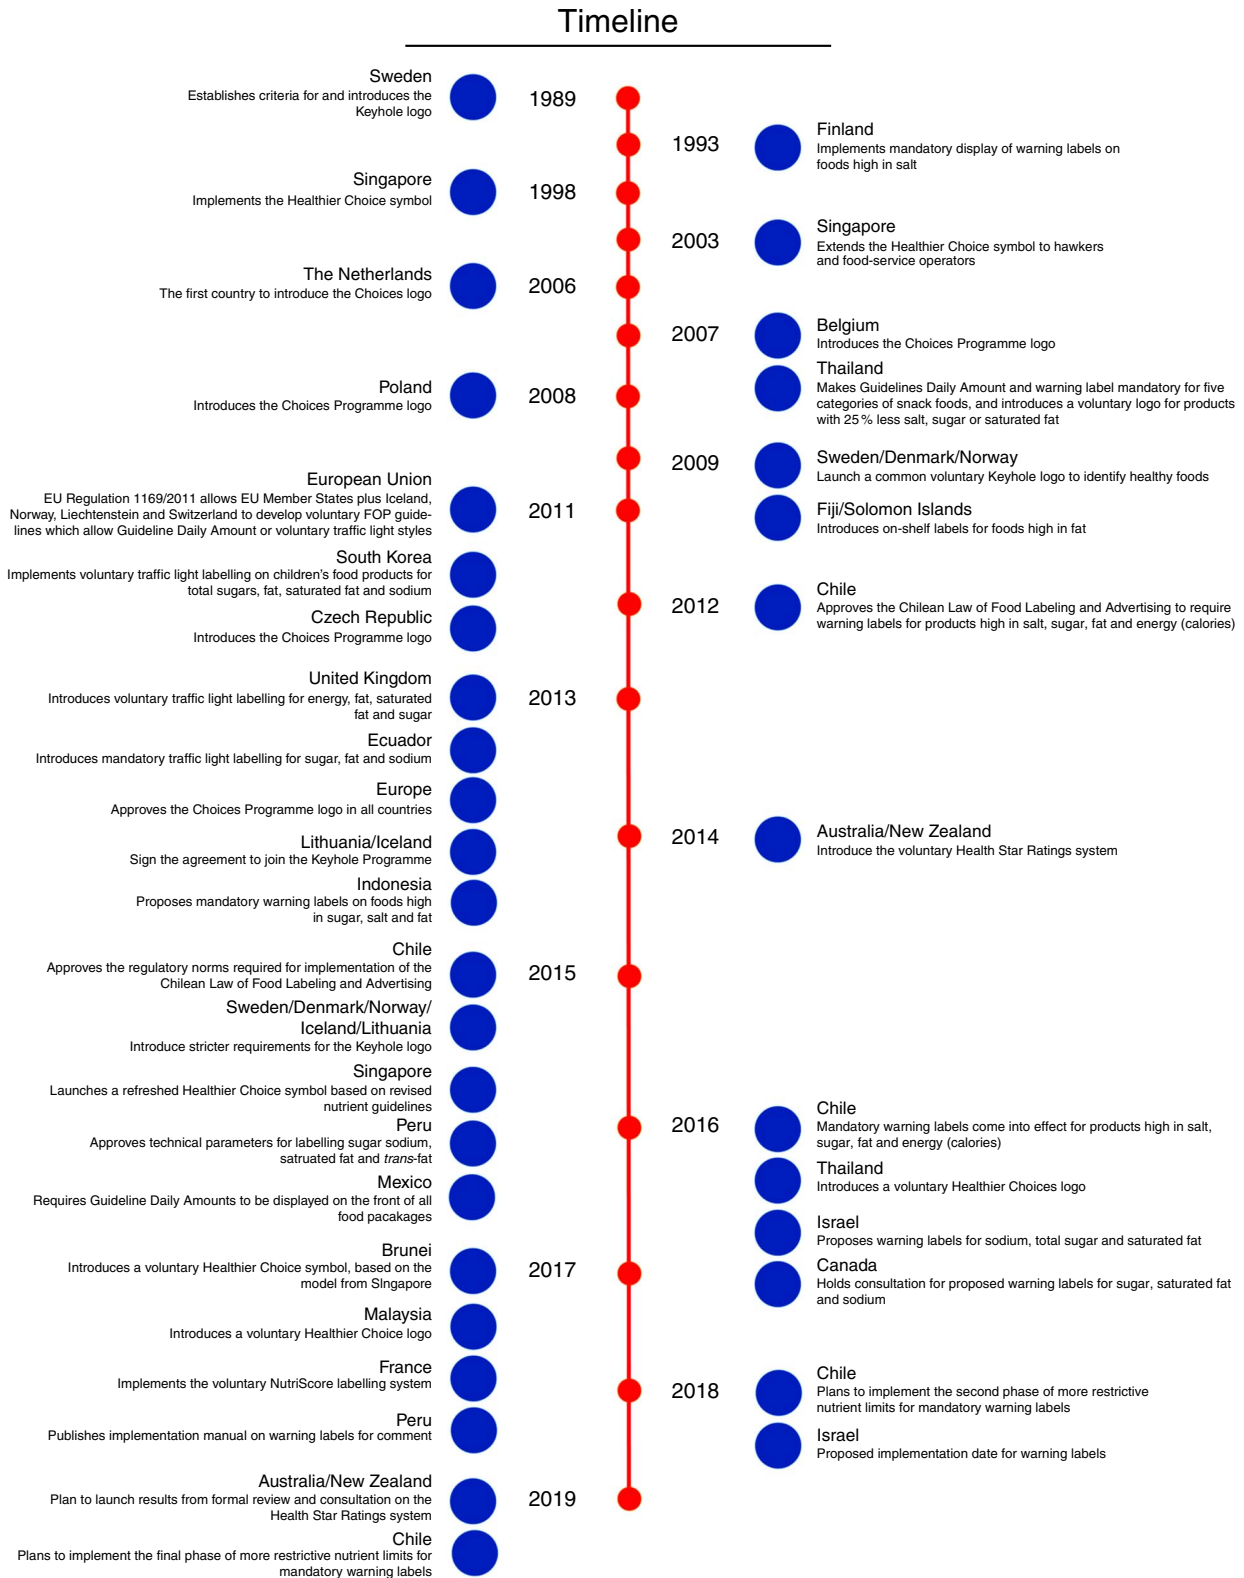 Timeline
Sweden
Establishes criteria for and introduces the
Keyhole logo
1989
1993
Finland
Implements mandatory display of warning labels on
foods high in salt
Singapore
Implements the Healthier Choice symbol
1998
2003
Singapore
Extends the Healthier Choice symbol to hawkers
and food-service operators
The Netherlands
The first country to introduce the Choices logo
2006
2007
Belgium
Introduces the Choices Programme logo
Thailand
Makes Guidelines Daily Amount and warning label mandatory for five
categories of snack foods, and introduces a voluntary logo for products
with 25% less salt, sugar or saturated fat
Poland
Introduces the Choices Programme logo
2008
2009
Sweden/Denmark/Norway
Launch a common voluntary Keyhole logo to identify healthy foods
Fiji/Solomon Islands
Introduces on-shelf labels for foods high in fat
European Union
EU Regulation 1169/2011 allows EU Member States plus Iceland,
Norway, Liechtenstein and Switzerland to develop voluntary FOP guide-
lines which allow Guideline Daily Amount or voluntary traffic light styles
2011
South Korea
Implements voluntary traffic light labelling on children's food products for
total sugars, fat, saturated fat and sodium
Czech Republic
Introduces the Choices Programme logo
2012
Chile
Approves the Chilean Law of Food Labeling and Advertising to require
warning labels for products high in salt, sugar, fat and energy (calories)
United Kingdom
Introduces voluntary traffic light labelling for energy, fat, saturated
fat and sugar
2013
Ecuador
Introduces mandatory traffic light labelling for sugar, fat and sodium
Europe
Approves the Choices Programme logo in all countries
Lithuania/Iceland
Sign the agreement to join the Keyhole Programme
Indonesia
Proposes mandatory warning labels on foods high
in sugar, salt and fat
2014
Australia/New Zealand
Introduce the voluntary Health Star Ratings system
Chile
Approves the regulatory norms required for implementation of the
Chilean Law of Food Labeling and Advertising
2015
Sweden/Denmark/Norway/
Iceland/Lithuania
Introduce stricter requirements for the Keyhole logo
Singapore
Launches a refreshed Healthier Choice symbol based on revised
nutrient guidelines
Peru
Approves technical parameters for labelling sugar sodium,
satruated fat and trans-fat
Mexico
Requires Guideline Daily Amounts to be displayed on the front of all
food pacakages
2016
Chile
Mandatory warning labels come into effect for products high in salt,
sugar, fat and energy (calories)
Thailand
Introduces a voluntary Healthier Choices logo
Israel
Proposes warning labels for sodium, total sugar and saturated fat
Canada
Holds consultation for proposed warning labels for sugar, saturated fat
and sodium
Brunei
Introduces a voluntary Healthier Choice symbol, based on the
model from SIngapore
2017
Malaysia
Introduces a voluntary Healthier Choice logo
France
Implements the voluntary NutriScore labelling system
Peru
Publishes implementation manual on warning labels for comment
2018
Chile
Plans to implement the second phase of more restrictive
nutrient limits for mandatory warning labels
Israel
Proposed implementation date for warning labels
Australia/New Zealand
Plan to launch results from formal review and consultation on the
Health Star Ratings system
2019
Chile
Plans to implement the final phase of more restrictive nutrient limits for
mandatory warning labels